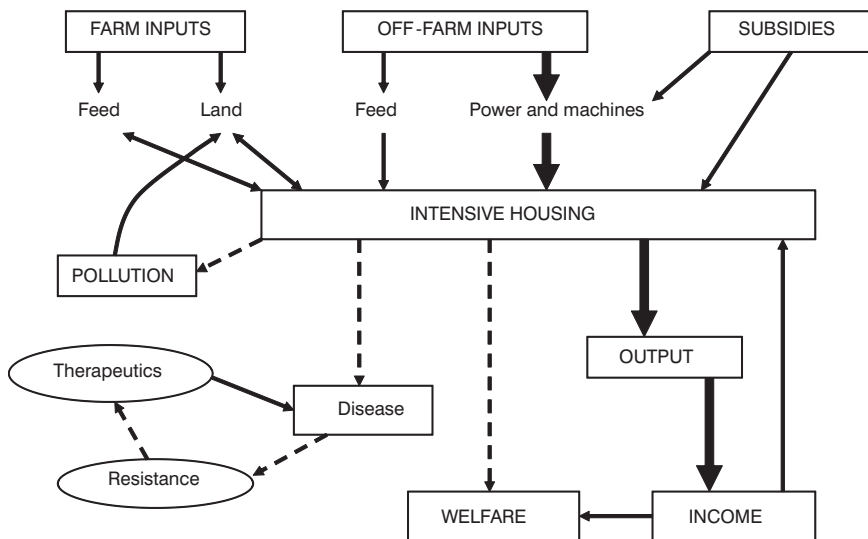 FARM INPUTS
OFF-FARM INPUTS
SUBSIDIES
Feed
Land
Feed
Power and machines
INTENSIVE HOUSING
POLLUTION
OUTPUT
Therapeutics
Disease
Resistance
WELFARE
INCOME